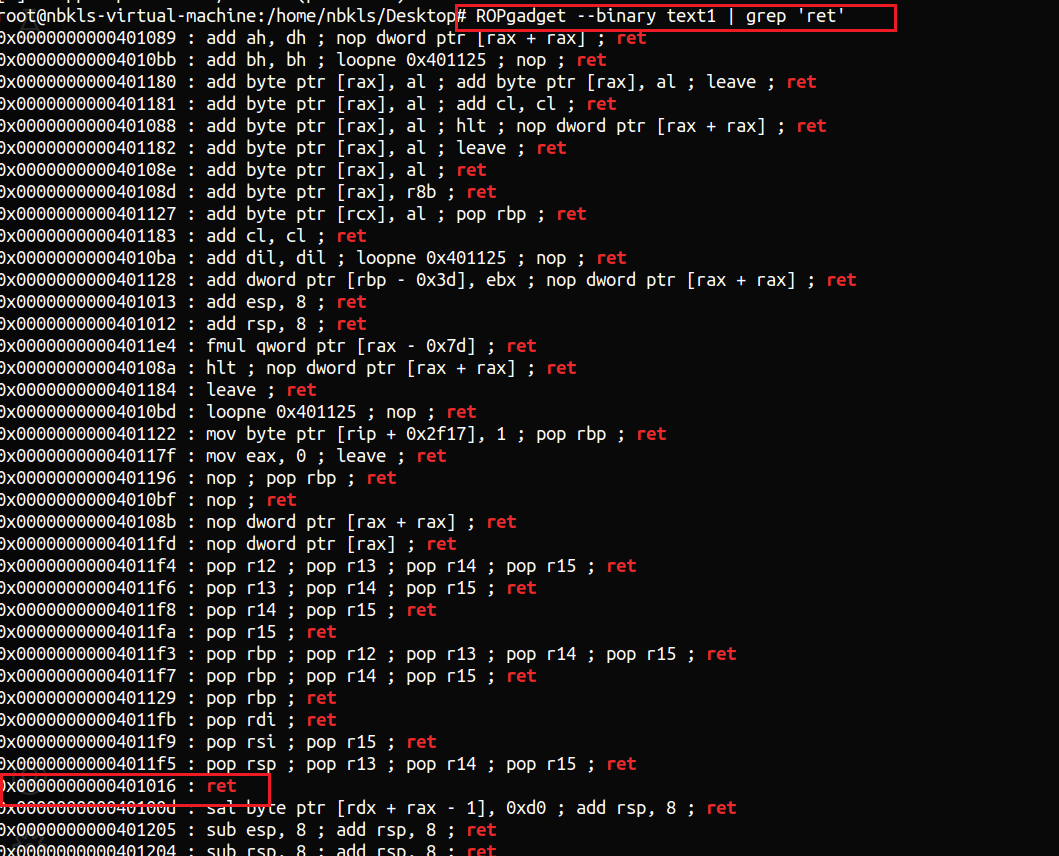 root@nbkls-virtual-machine:/home/nbkls/Desktop# ROPgadget --binary text1 | grep 'ret'
0x0000000000401089 : add ah, dh ; nop dword ptr [rax + rax] ; ret
0x00000000004010bb : add bh, bh ; loopne 0x401125 ; nop ; ret
0x0000000000401180 : add byte ptr [rax], al ; add byte ptr [rax], al ; leave ; ret
0x0000000000401181 : add byte ptr [rax], al ; add cl, cl ; ret
0x0000000000401088 : add byte ptr [rax], al ; hlt ; nop dword ptr [rax + rax] ; ret
0x0000000000401182 : add byte ptr [rax], al ; leave ; ret
0x000000000040108e : add byte ptr [rax], al ; ret
0x000000000040108d : add byte ptr [rax], r8b ; ret
0x0000000000401127 : add byte ptr [rcx], al ; pop rbp ; ret
0x0000000000401183 : add cl, cl ; ret
0x00000000004010ba : add dil, dil ; loopne 0x401125 ; nop ; ret
0x0000000000401128 : add dword ptr [rbp - 0x3d], ebx ; nop dword ptr [rax + rax] ; ret
0x0000000000401013 : add esp, 8 ; ret
0x0000000000401012 : add rsp, 8 ; ret
0x00000000004011e4 : fmul qword ptr [rax - 0x7d] ; ret
0x000000000040108a : hlt ; nop dword ptr [rax + rax] ; ret
0x0000000000401184 : leave ; ret
0x00000000004010bd : loopne 0x401125 ; nop ; ret
0x0000000000401122 : mov byte ptr [rip + 0x2f17], 1 ; pop rbp ; ret
0x000000000040117f : mov eax, 0 ; leave ; ret
0x0000000000401196 : nop ; pop rbp ; ret
0x00000000004010bf : nop ; ret
0x000000000040108b : nop dword ptr [rax + rax] ; ret
0x00000000004011fd : nop dword ptr [rax] ; ret
0x00000000004011f4 : pop r12 ; pop r13 ; pop r14 ; pop r15 ; ret
0x00000000004011f6 : pop r13 ; pop r14 ; pop r15 ; ret
0x00000000004011f8 : pop r14 ; pop r15 ; ret
0x00000000004011fa : pop r15 ; ret
0x00000000004011f3 : pop rbp ; pop r12 ; pop r13 ; pop r14 ; pop r15 ; ret
0x00000000004011f7 : pop rbp ; pop r14 ; pop r15 ; ret
0x0000000000401129 : pop rbp ; ret
0x00000000004011fb : pop rdi ; ret
0x00000000004011f9 : pop rsi ; pop r15 ; ret
0x00000000004011f5 : pop rsp ; pop r13 ; pop r14 ; pop r15 ; ret
0x0000000000401016 : ret
0x000000000040100d : sal byte ptr [rdx + rax - 1], 0xd0 ; add rsp, 8 ; ret
0x0000000000401205 : sub esp, 8 ; add rsp, 8 ; ret
0x0000000000401204 : sub rsp, 8 ; add rsp, 8 ; ret